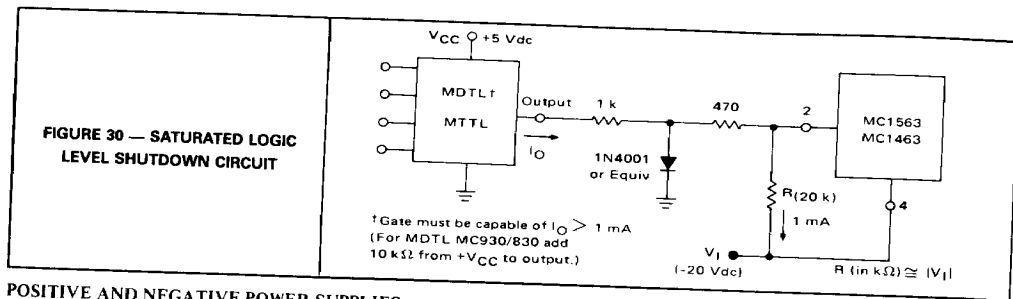 FIGURE 30 — SATURATED LOGIC
LEVEL SHUTDOWN CIRCUIT
VCC +5 Vdc
MDTL†
MTTL
Output
IO
1 k
470
2
MC1563
MC1463
1N4001
or Equiv
R(20 k)
1 mA
4
†Gate must be capable of IO > 1 mA
(For MDTL MC930/830 add
10 kΩ from +VCC to output.)
VI
(-20 Vdc)
R (in kΩ) ≅ |VI|
POSITIVE AND NEGATIVE POWER SUPPLIES